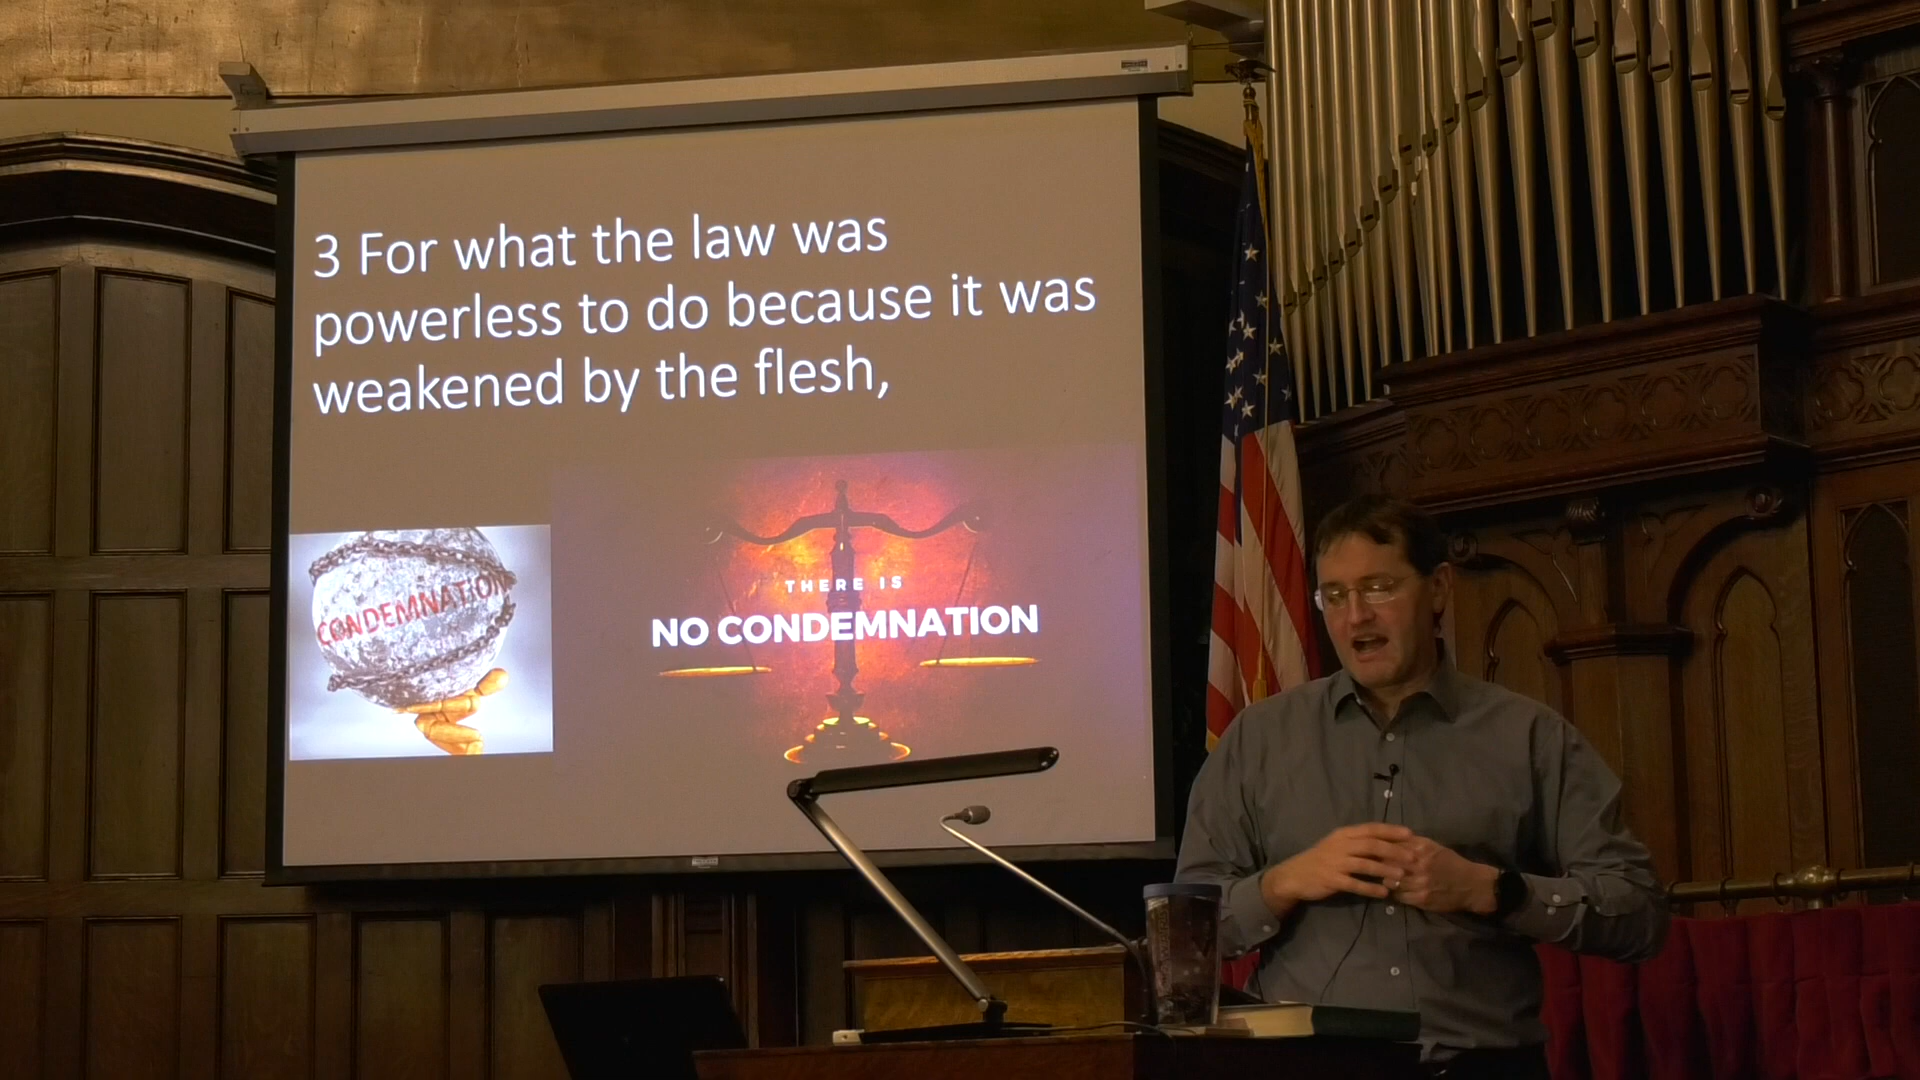 3 For what the law was
powerless to do because it was
weakened by the flesh,
CONDEMNATION
THERE IS
NO CONDEMNATION